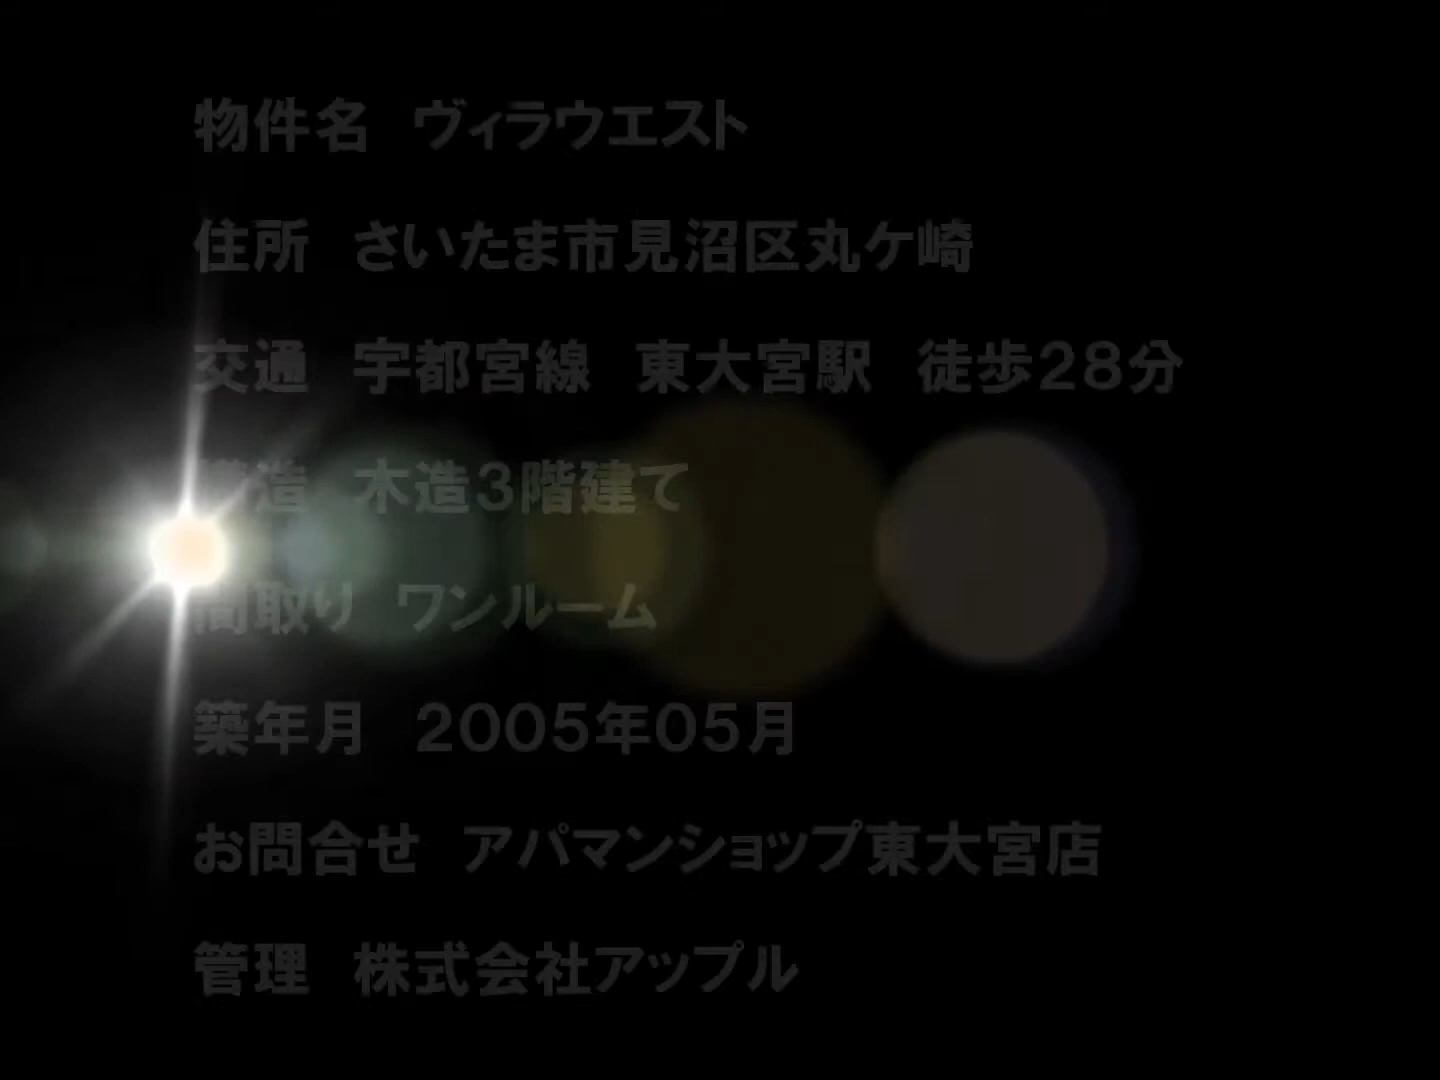 物件名　ヴィラウエスト
住所　さいたま市見沼区丸ケ崎
交通　宇都宮線　東大宮駅　徒歩２８分
構造　木造３階建て
間取り　ワンルーム
築年月　２００５年０５月
お問合せ　アパマンショップ東大宮店
管理　株式会社アップル